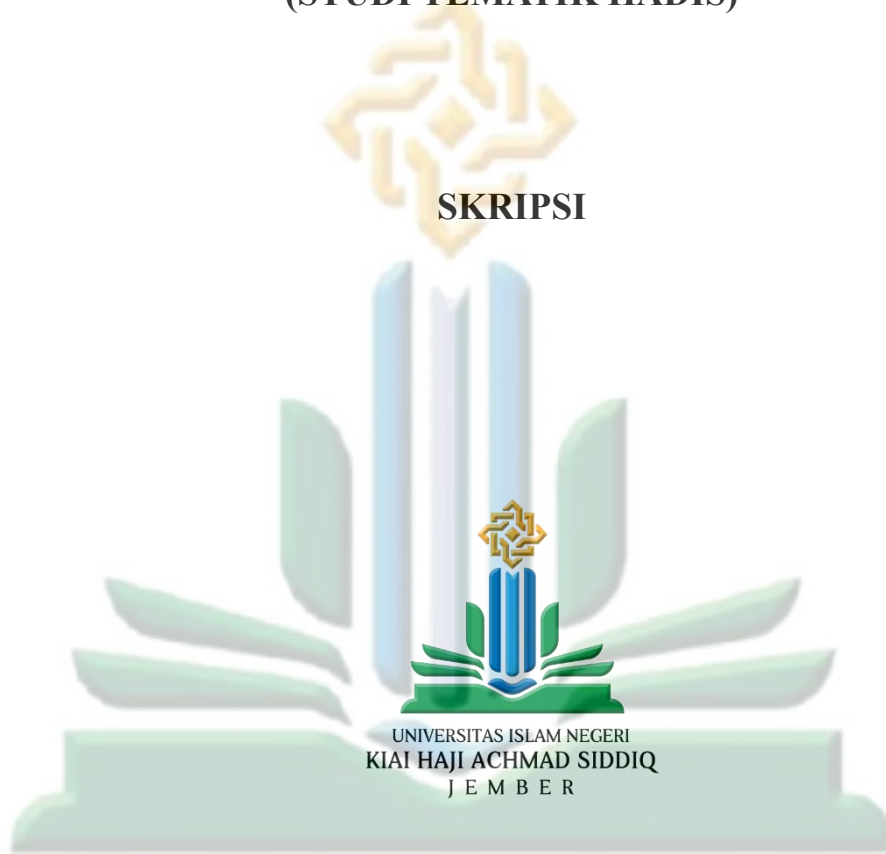 (STUDI TEMATIK HADIS)
SKRIPSI
UNIVERSITAS ISLAM NEGERI
KIAI HAJI ACHMAD SIDDIQ
J E M B E R